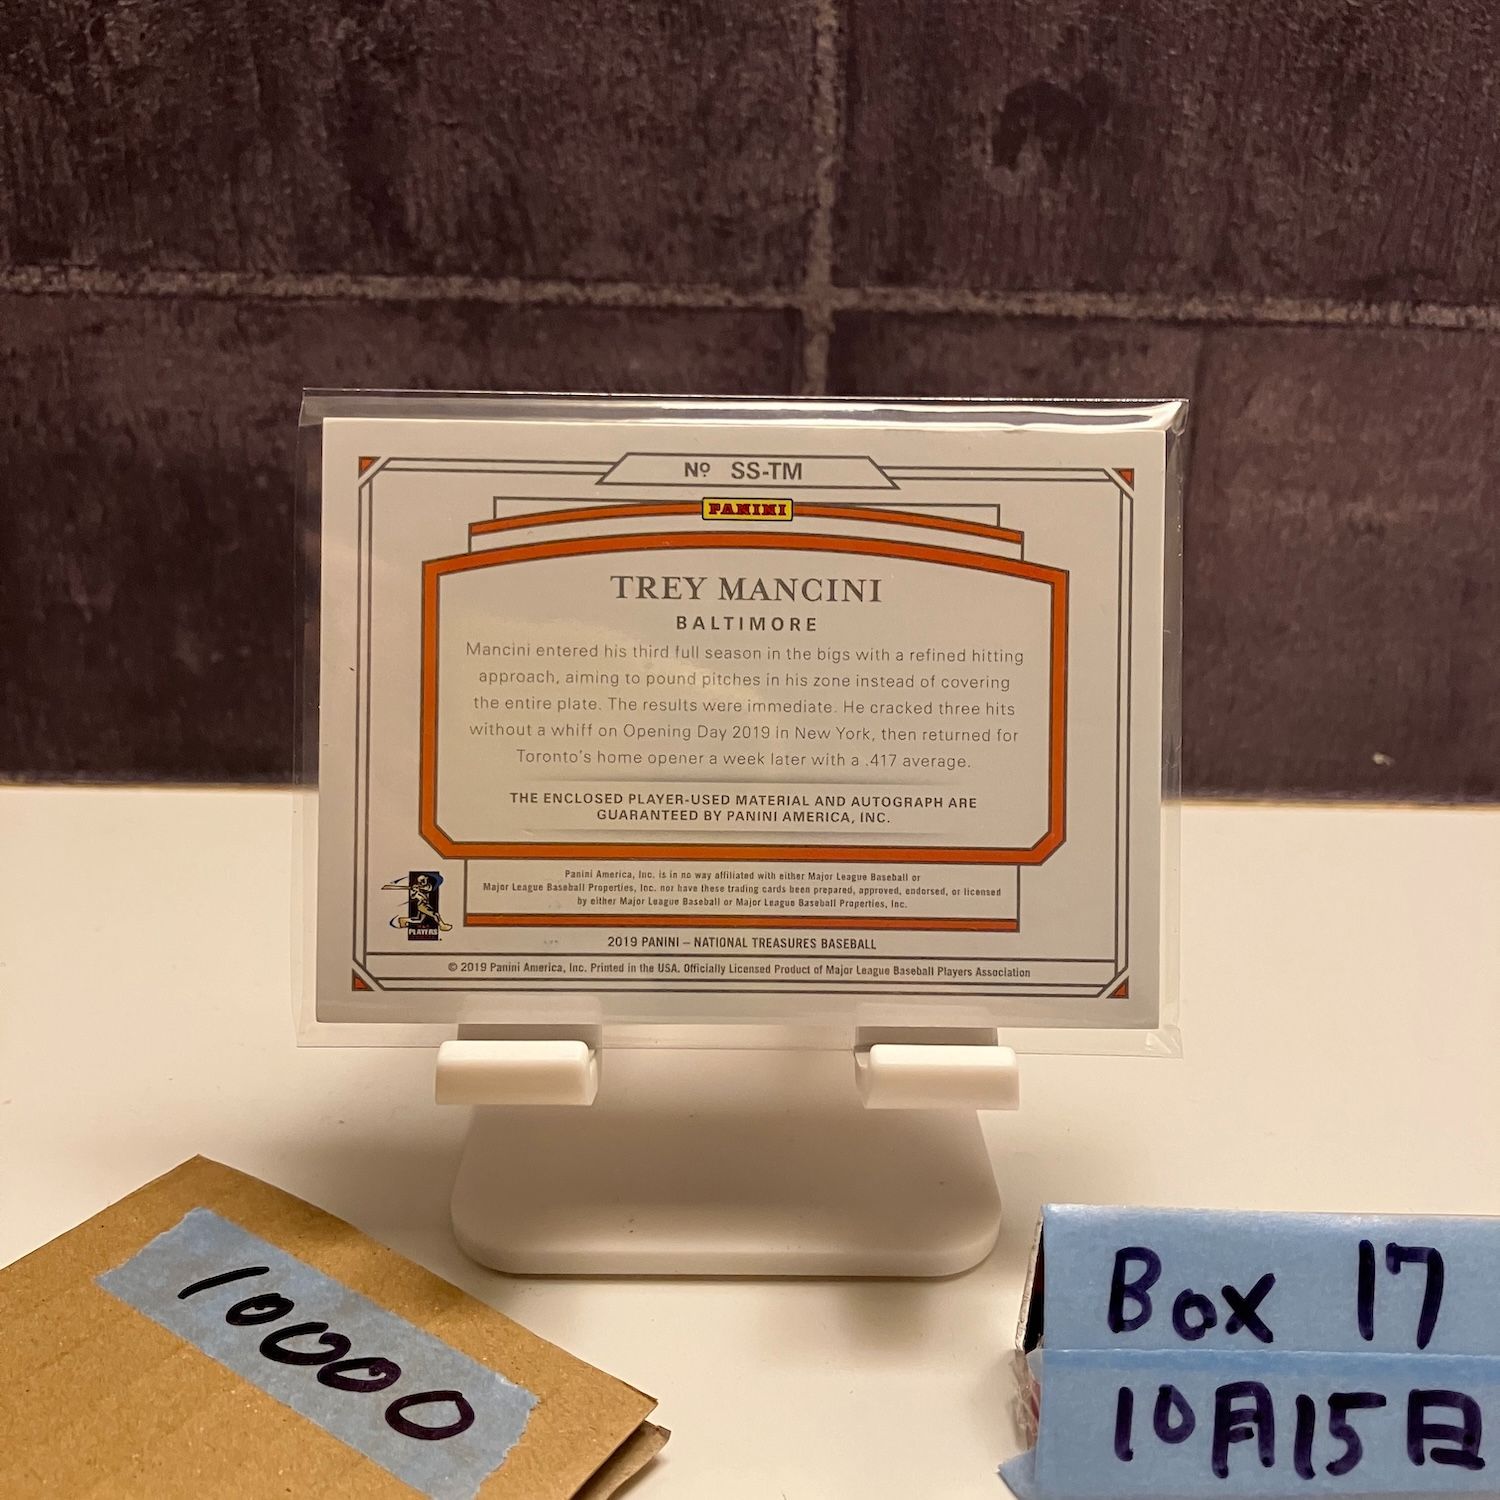 Nº SS-TM
PANINI
TREY MANCINI
BALTIMORE
Mancini entered his third full season in the bigs with a refined hitting
approach, aiming to pound pitches in his zone instead of covering
the entire plate. The results were immediate. He cracked three hits
without a whiff on Opening Day 2019 in New York, then returned for
Toronto's home opener a week later with a .417 average.
THE ENCLOSED PLAYER-USED MATERIAL AND AUTOGRAPH ARE
GUARANTEED BY PANINI AMERICA, INC.
Panini America, Inc. is in no way affiliated with either Major League Baseball or
Major League Baseball Properties, Inc. nor have these trading cards been prepared, approved, endorsed, or licensed
by either Major League Baseball or Major League Baseball Properties, Inc.
PLAYERS
2019 PANINI – NATIONAL TREASURES BASEBALL
© 2019 Panini America, Inc. Printed in the USA. Officially Licensed Product of Major League Baseball Players Association
10000
Box 17
10月15日